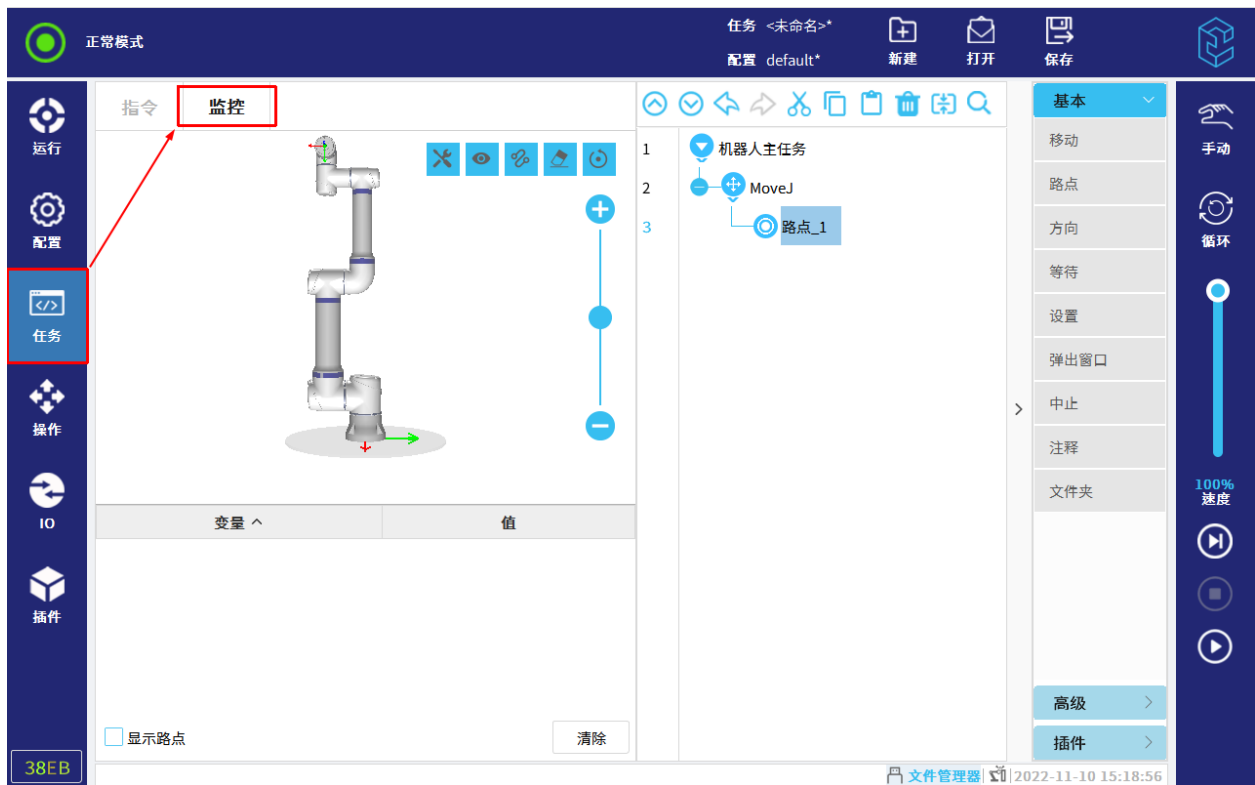 正常模式
任务 <未命名>*
配置 default*
新建
打开
保存
运行
配置
任务
操作
IO
插件
38EB
指令
监控
变量
值
显示路点
清除
1 机器人主任务
2 MoveJ
3 路点_1
基本
移动
路点
方向
等待
设置
弹出窗口
中止
注释
文件夹
高级
插件
手动
循环
100%
速度
文件管理器
2022-11-10 15:18:56